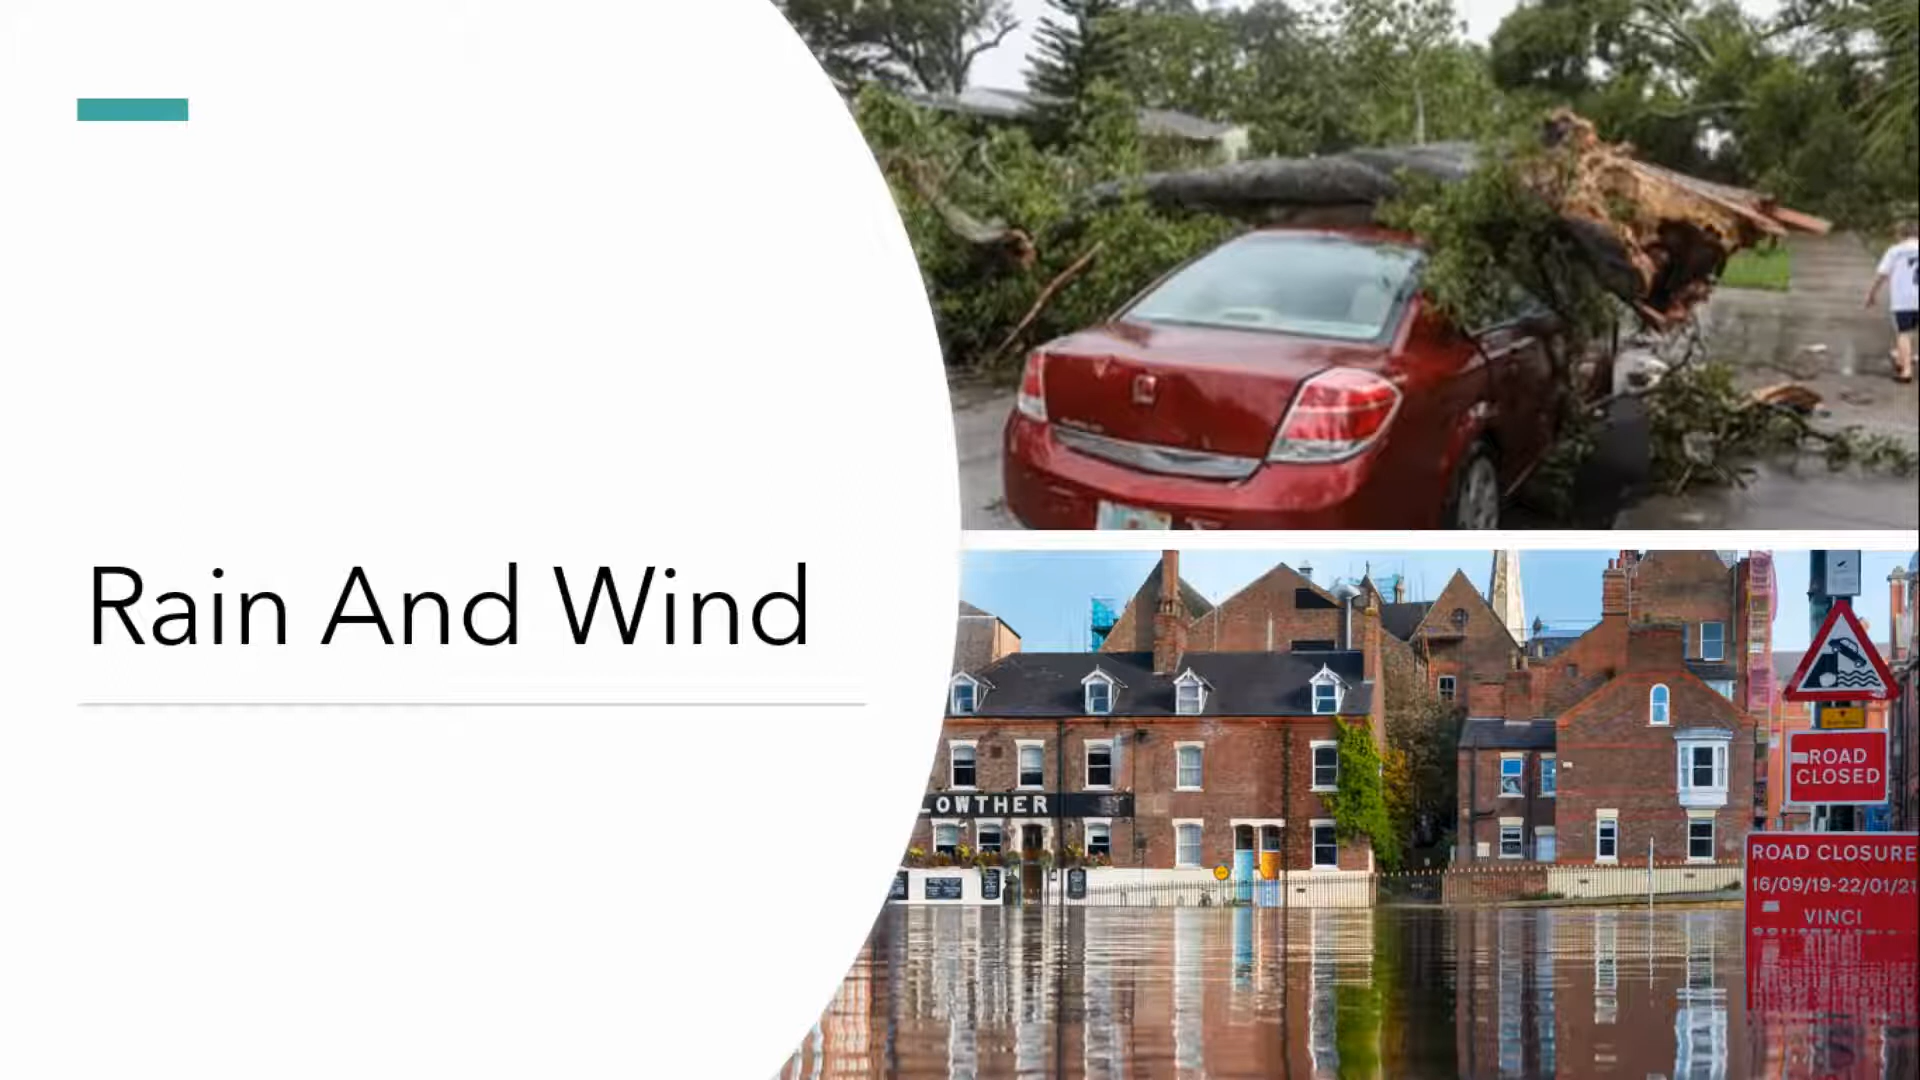 Rain And Wind
LOWTHER
ROAD
CLOSED
ROAD CLOSURE
16/09/19-22/01/21
VINCI